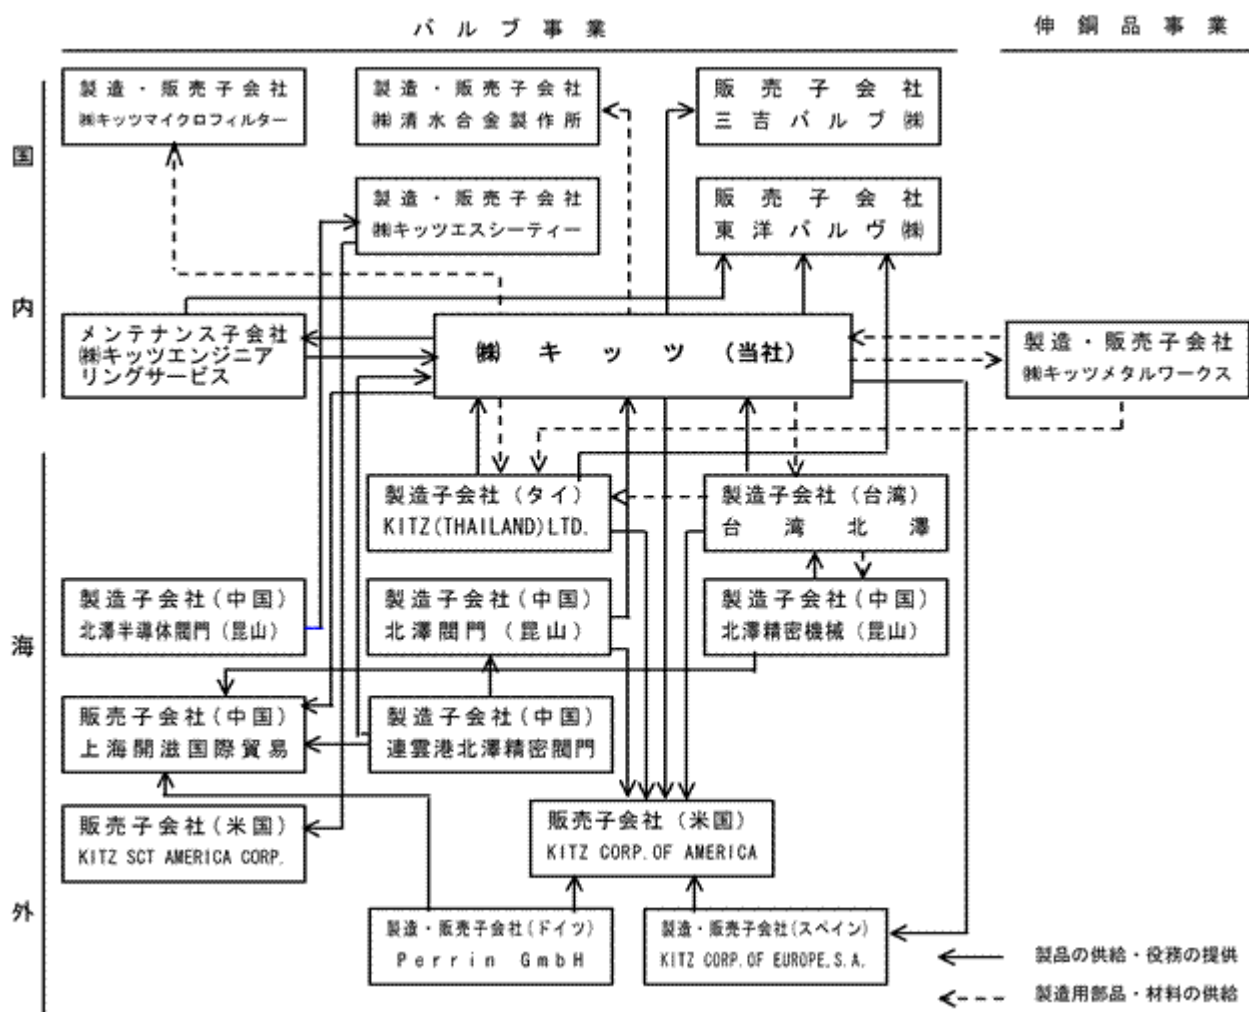 バルブ事業
伸銅品事業
国内
製造・販売子会社
㈱キッツマイクロフィルター
製造・販売子会社
㈱清水合金製作所
販売子会社
三吉バルブ㈱
製造・販売子会社
㈱キッツエスシーティー
販売子会社
東洋バルヴ㈱
メンテナンス子会社
㈱キッツエンジニア
リングサービス
㈱キッツ(当社)
製造・販売子会社
㈱キッツメタルワークス
海外
製造子会社(タイ)
KITZ(THAILAND)LTD.
製造子会社(台湾)
台湾北澤
製造子会社(中国)
北澤半導体閥門(昆山)
製造子会社(中国)
北澤閥門(昆山)
製造子会社(中国)
北澤精密機械(昆山)
販売子会社(中国)
上海開滋国際貿易
製造子会社(中国)
連雲港北澤精密閥門
販売子会社(米国)
KITZ SCT AMERICA CORP.
販売子会社(米国)
KITZ CORP.OF AMERICA
製造・販売子会社(ドイツ)
Perrin GmbH
製造・販売子会社(スペイン)
KITZ CORP.OF EUROPE,S.A.
製品の供給・役務の提供
製造用部品・材料の供給